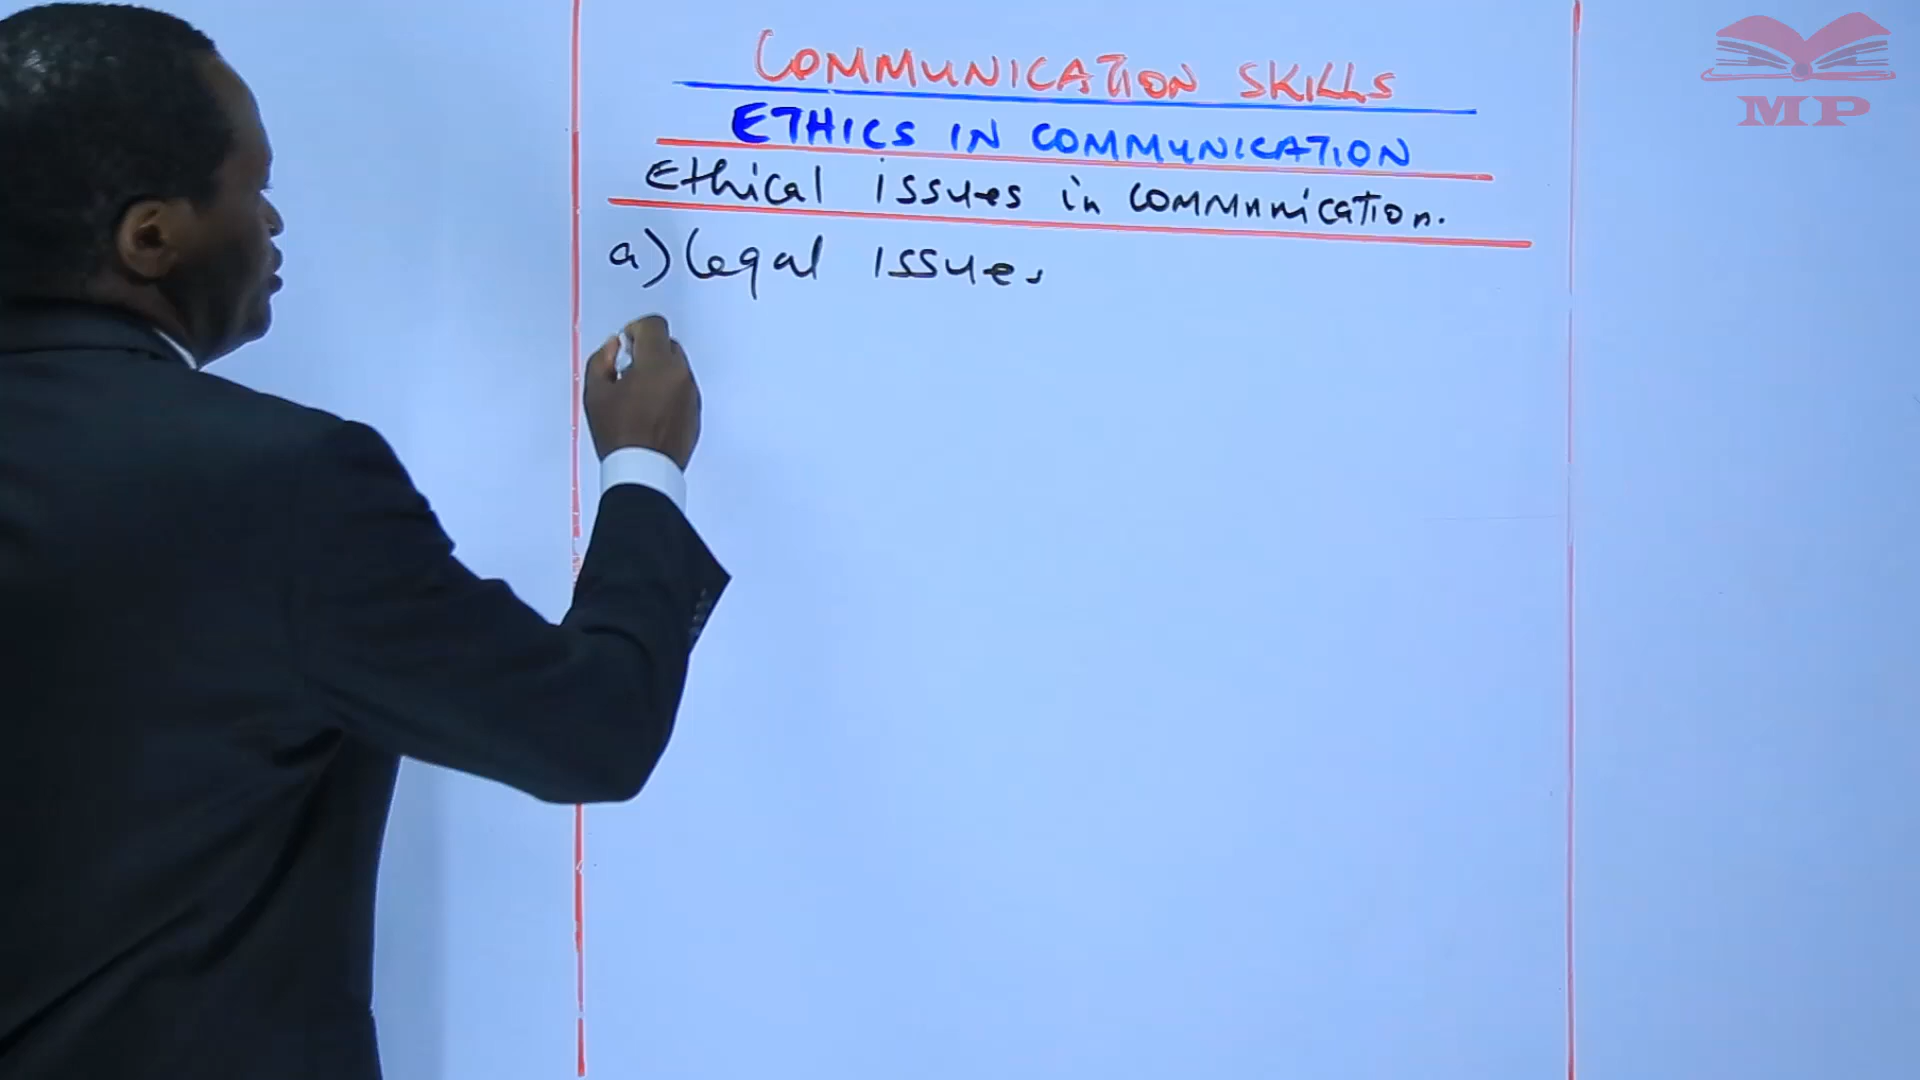 COMMUNICATION SKILLS
ETHICS IN COMMUNICATION
Ethical issues in communication.
a) Legal issues
MP